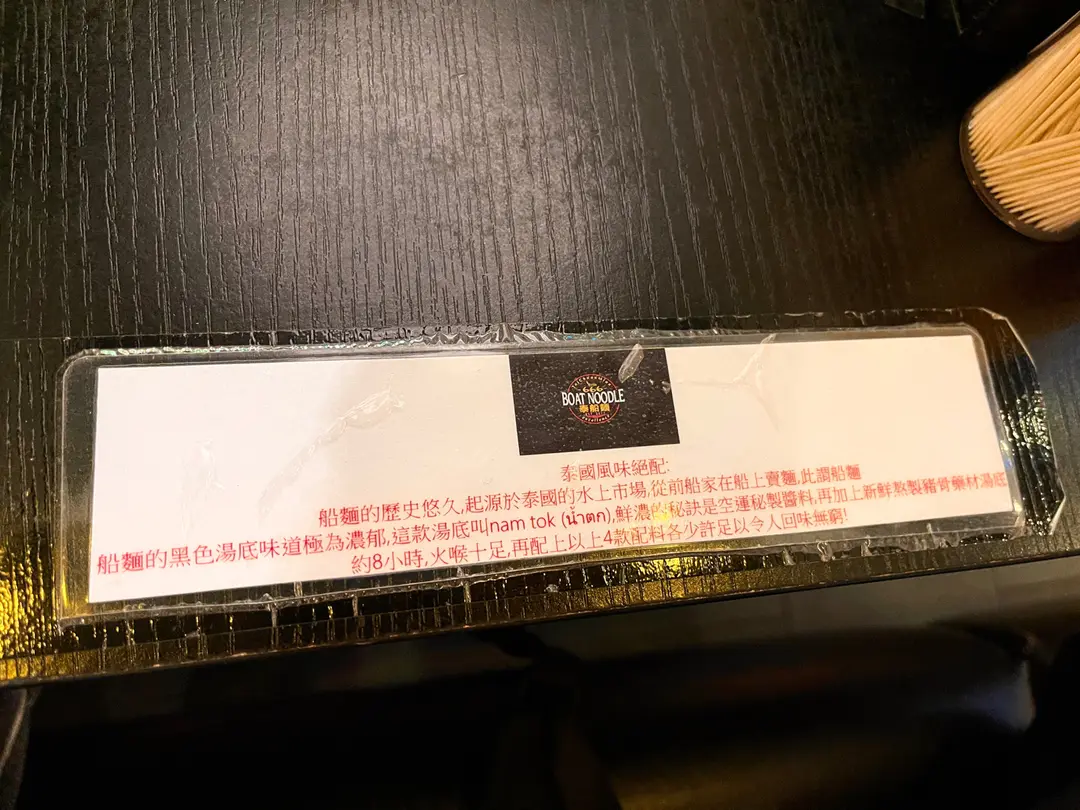 666
BOAT NOODLE
泰船麵
Excellence
泰國風味絕配:
船麵的歷史悠久,起源於泰國的水上市場,從前船家在船上賣麵,此謂船麵
船麵的黑色湯底味道極為濃郁,這款湯底叫nam tok (น้ำตก),鮮濃的秘訣是空運秘製醬料,再加上新鮮熬製豬骨藥材湯底
約8小時,火喉十足,再配上以上4款配料各少許足以令人回味無窮!